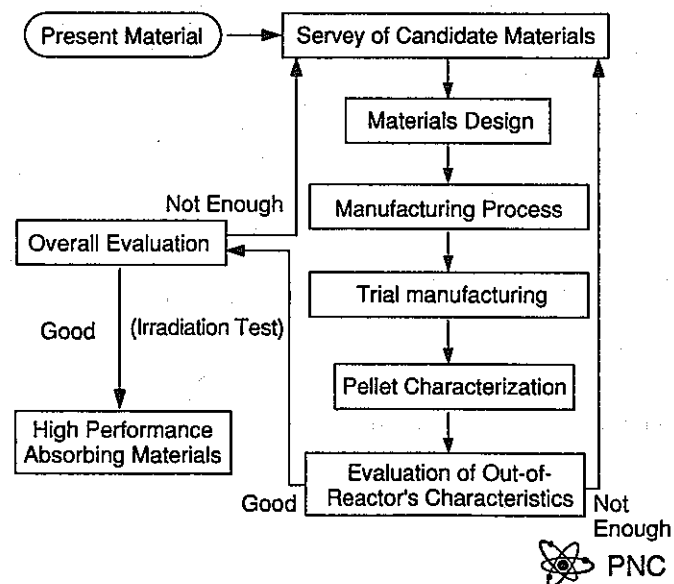 Present Material
Servey of Candidate Materials
Materials Design
Not Enough
Manufacturing Process
Overall Evaluation
Trial manufacturing
Good
(Irradiation Test)
Pellet Characterization
High Performance
Absorbing Materials
Evaluation of Out-of-
Reactor's Characteristics
Good
Not
Enough
PNC